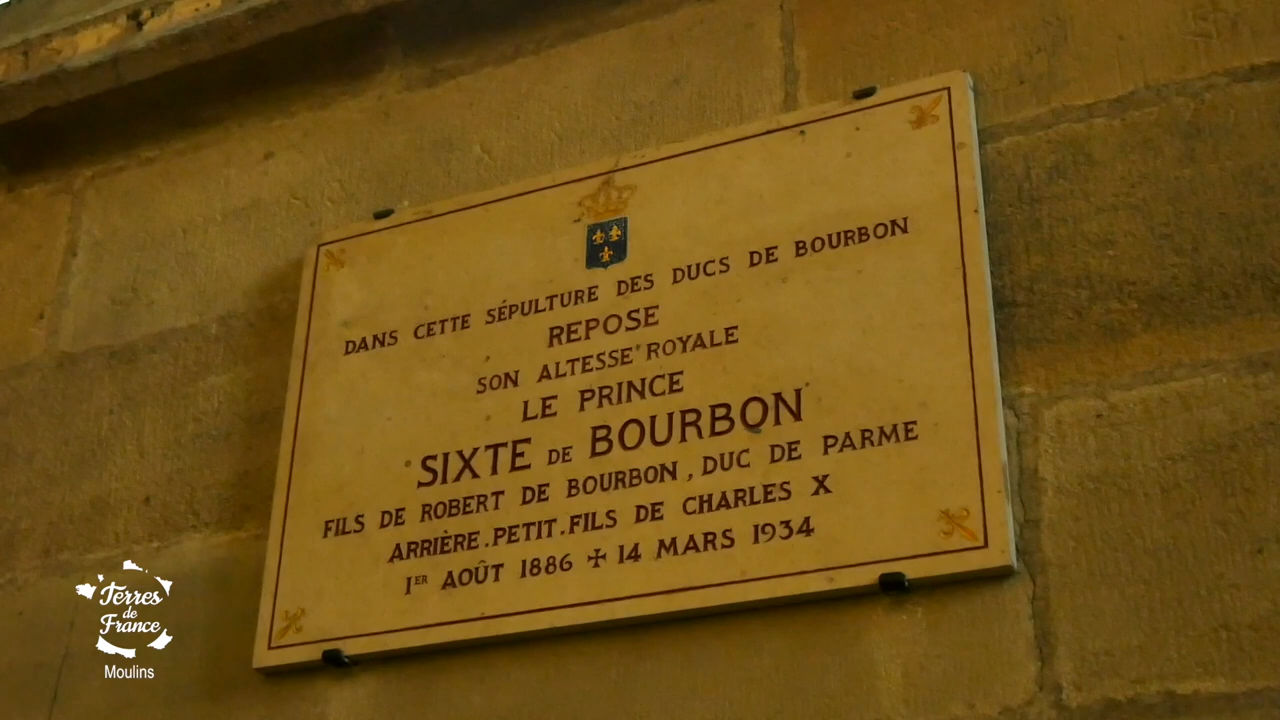 DANS CETTE SÉPULTURE DES DUCS DE BOURBON
REPOSE
SON ALTESSE ROYALE
LE PRINCE
SIXTE DE BOURBON
FILS DE ROBERT DE BOURBON, DUC DE PARME
ARRIÈRE.PETIT.FILS DE CHARLES X
1ER AOÛT 1886 ✢ 14 MARS 1934
Terres
de
France
Moulins